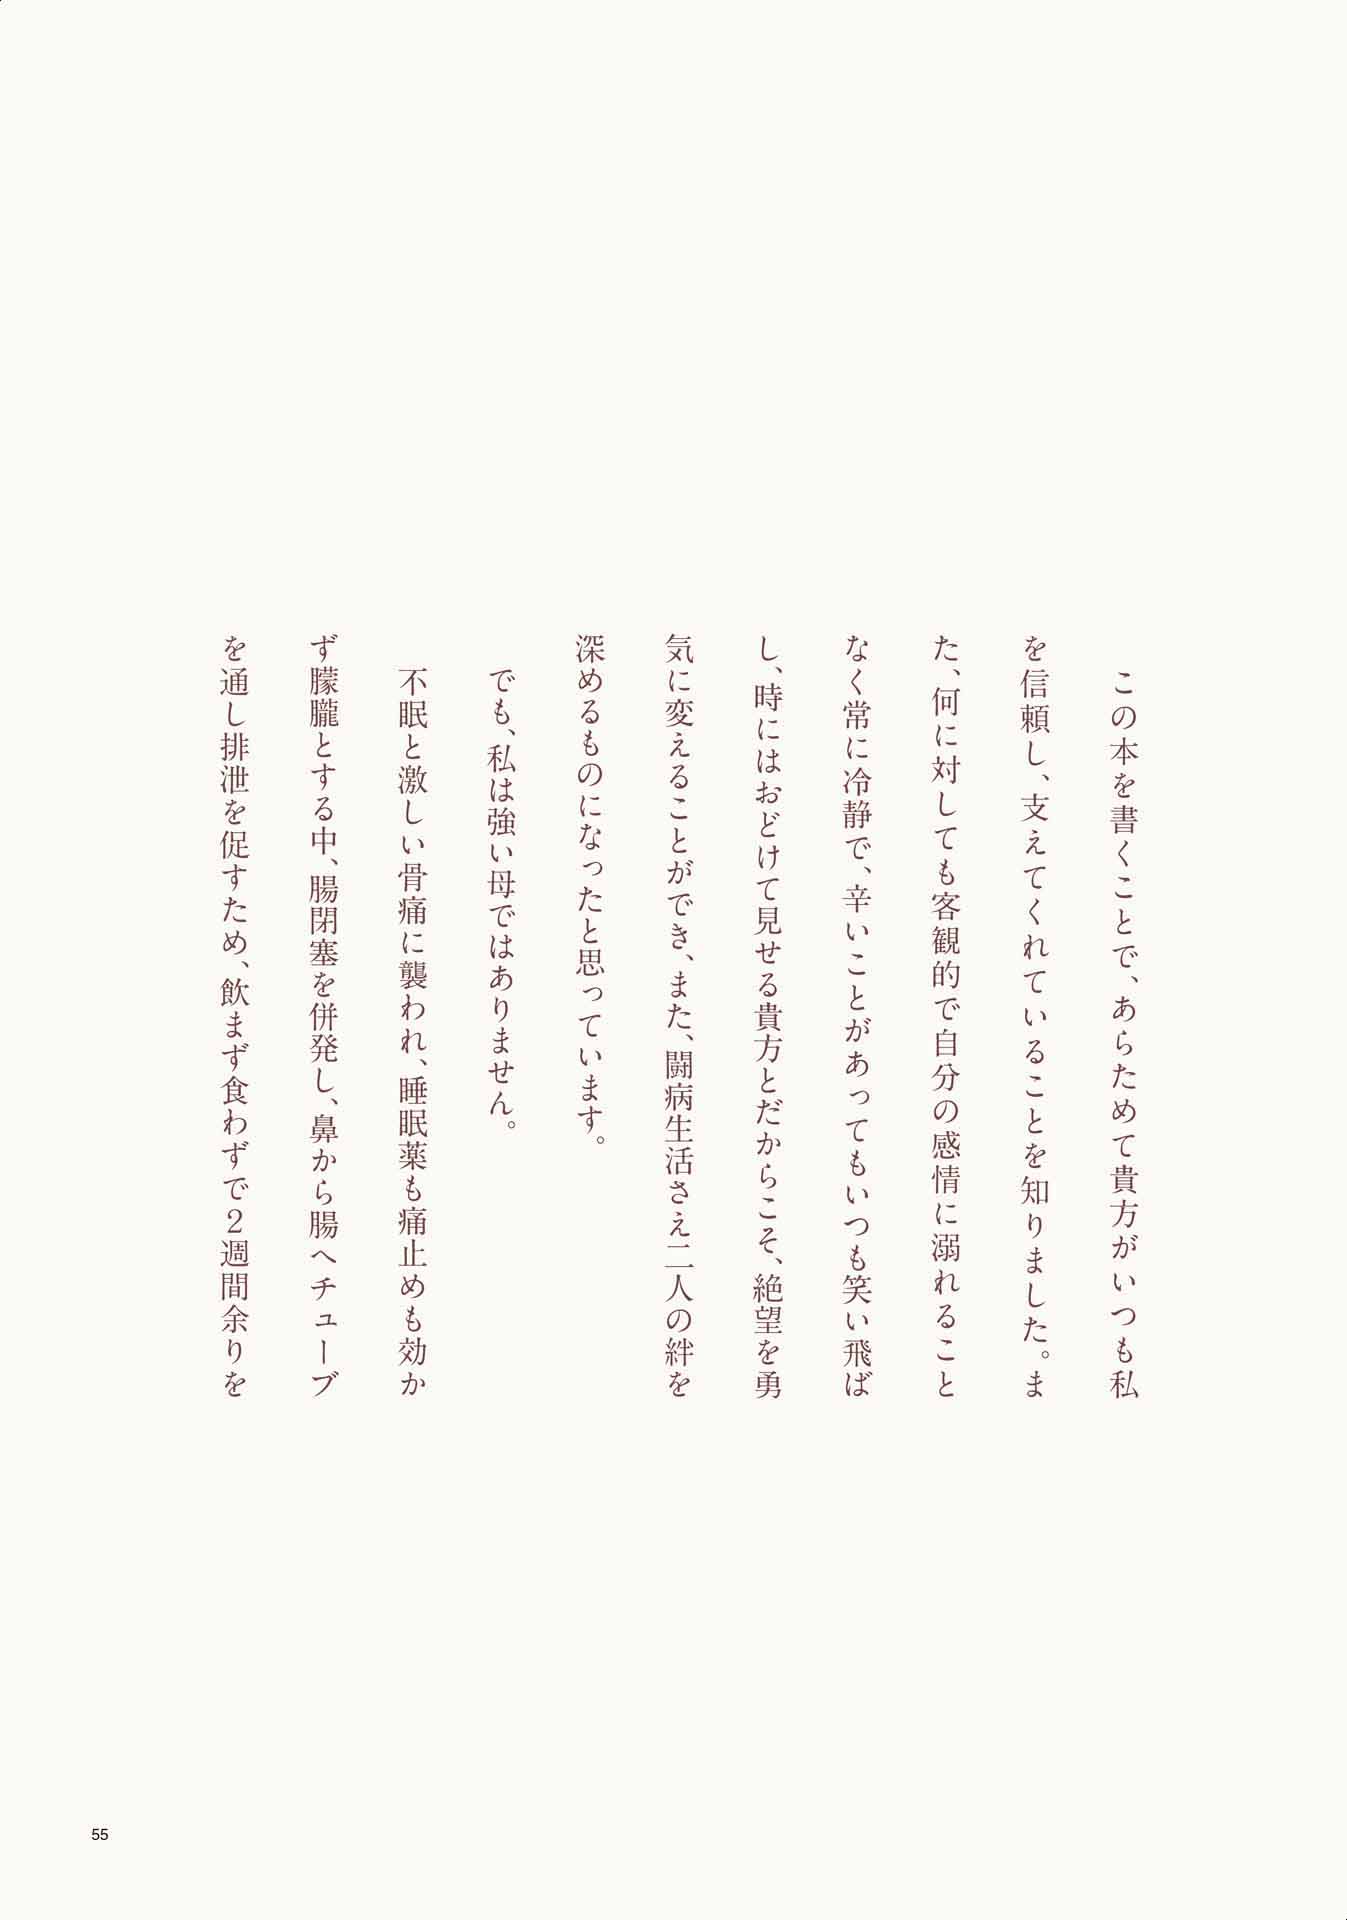 この本を書くことで、あらためて貴方がいつも私
を信頼し、支えてくれていることを知りました。ま
た、何に対しても客観的で自分の感情に溺れること
なく常に冷静で、辛いことがあってもいつも笑い飛ば
し、時にはおどけて見せる貴方とだからこそ、絶望を勇
気に変えることができ、また、闘病生活さえ二人の絆を
深めるものになったと思っています。
でも、私は強い母ではありません。
不眠と激しい骨痛に襲われ、睡眠薬も痛止めも効か
ず朦朧とする中、腸閉塞を併発し、鼻から腸へチューブ
を通し排泄を促すため、飲まず食わずで2週間余りを
55